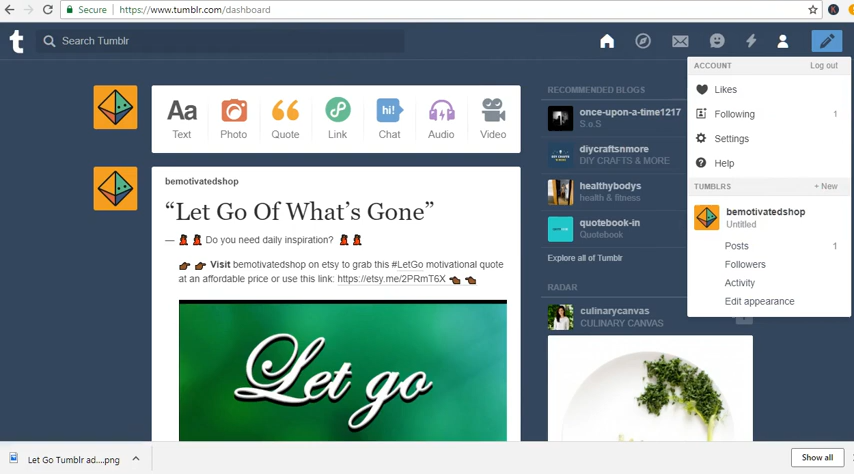 Secure | https://www.tumblr.com/dashboard
t
Search Tumblr
ACCOUNT Log out
Likes
Following 1
Settings
Help
TUMBLRS + New
bemotivatedshop
Untitled
Posts 1
Followers
Activity
Edit appearance
Aa hi!
Text Photo Quote Link Chat Audio Video
bemotivatedshop
“Let Go Of What’s Gone”
— Do you need daily inspiration?
Visit bemotivatedshop on etsy to grab this #LetGo motivational quote
at an affordable price or use this link: https://etsy.me/2PRmT6X
Let go
RECOMMENDED BLOGS
once-upon-a-time1217
S.o.S
diycraftsnmore
DIY CRAFTS & MORE
healthybodys
health & fitness
quotebook-in
Quotebook
Explore all of Tumblr
RADAR
culinarycanvas
CULINARY CANVAS
Let Go Tumblr ad....png
Show all